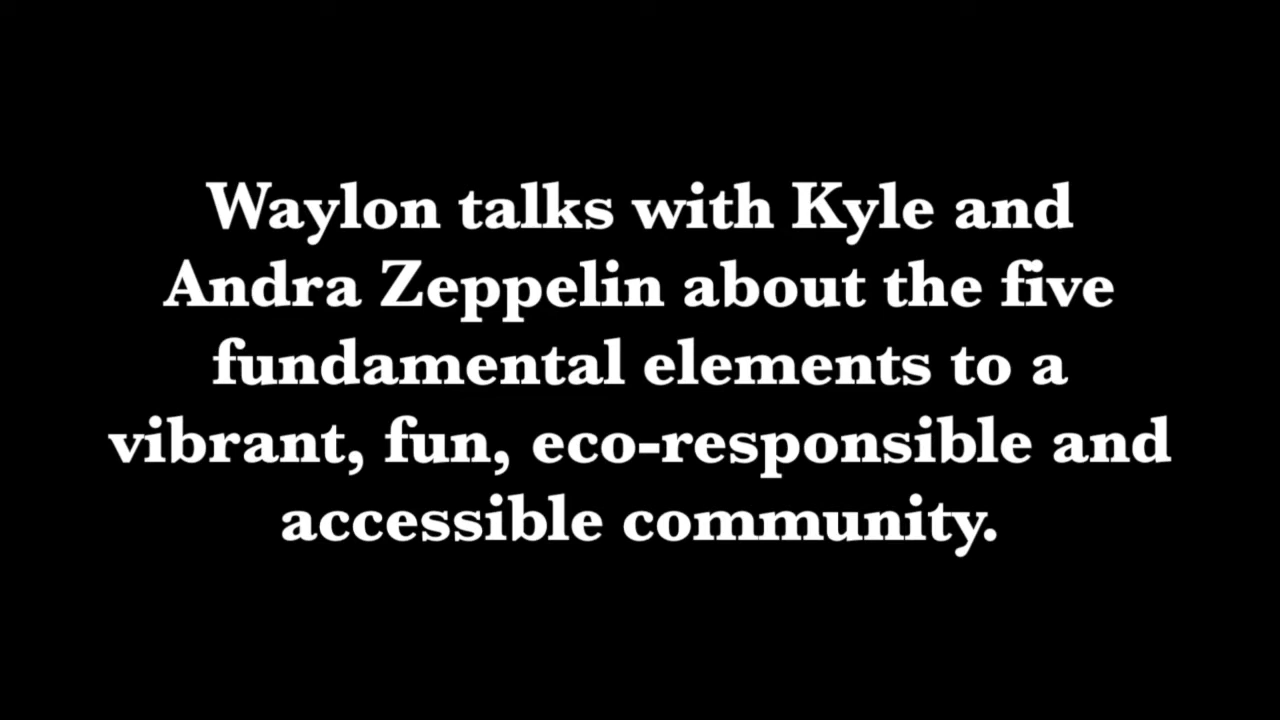 Waylon talks with Kyle and
Andra Zeppelin about the five
fundamental elements to a
vibrant, fun, eco-responsible and
accessible community.